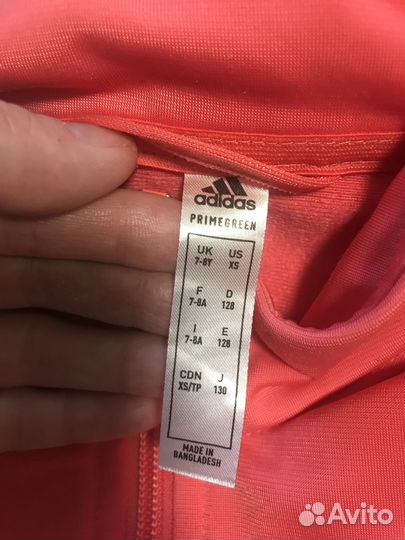 adidas
PRIMEGREEN
UK US
7-8Y XS
F D
7-8A 128
I E
7-8A 128
CDN J
XS/TP 130
MADE IN
BANGLADESH
Avito